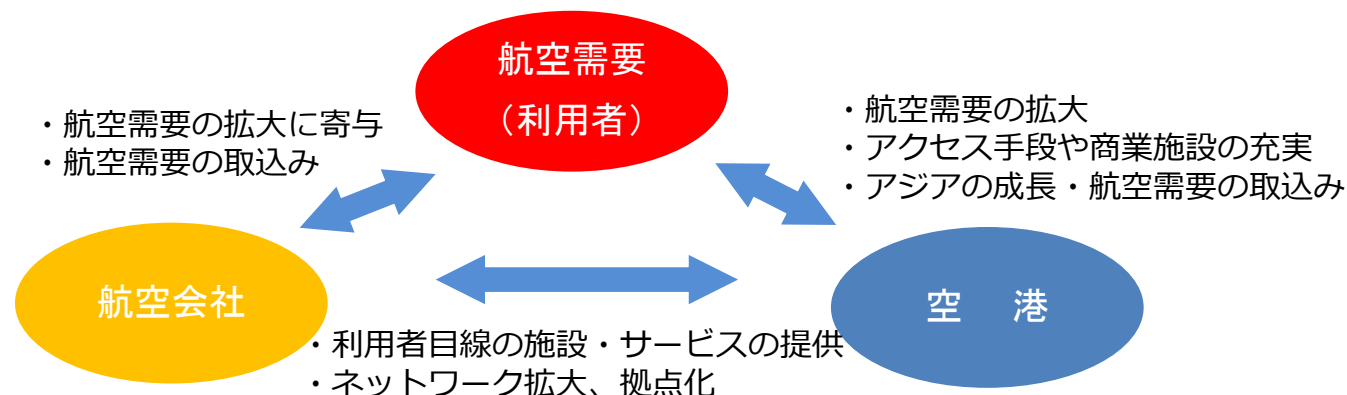 航空需要
（利用者）
・航空需要の拡大に寄与
・航空需要の取込み
・航空需要の拡大
・アクセス手段や商業施設の充実
・アジアの成長・航空需要の取込み
航空会社
空　港
・利用者目線の施設・サービスの提供
・ネットワーク拡大、拠点化